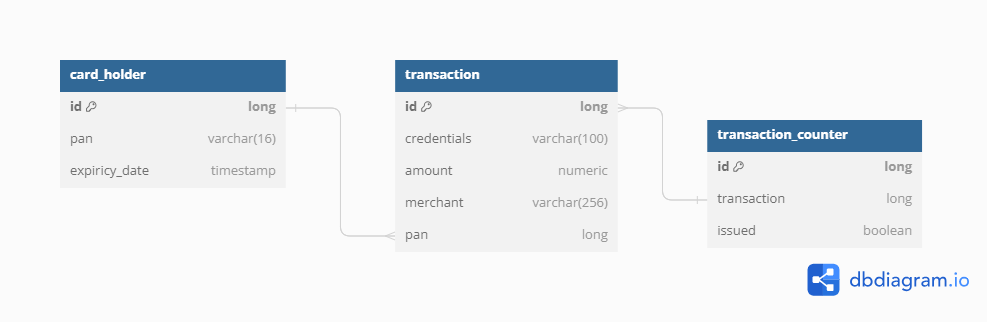 card_holder
id long
pan varchar(16)
expiricy_date timestamp
transaction
id long
credentials varchar(100)
amount numeric
merchant varchar(256)
pan long
transaction_counter
id long
transaction long
issued boolean
dbdiagram.io